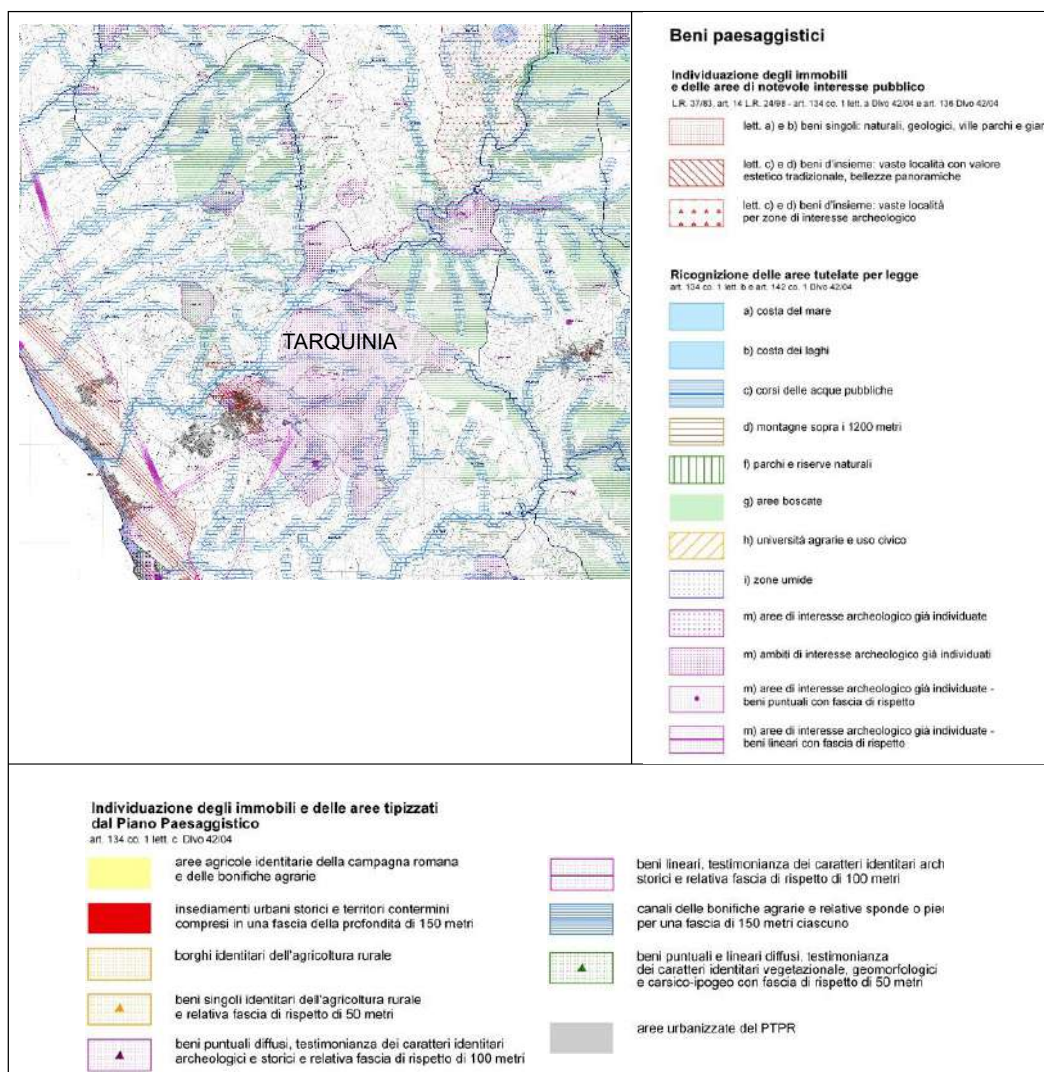 TARQUINIA
Beni paesaggistici
Individuazione degli immobili
e delle aree di notevole interesse pubblico
L.R. 37/83, art. 14 L.R. 24/98 - art. 134 co. 1 lett. a Dlvo 42/04 e art. 136 Dlvo 42/04
lett. a) e b) beni singoli: naturali, geologici, ville parchi e giar
lett. c) e d) beni d'insieme: vaste località con valore
estetico tradizionale, bellezze panoramiche
lett. c) e d) beni d'insieme: vaste località
per zone di interesse archeologico
Ricognizione delle aree tutelate per legge
art. 134 co. 1 lett. b e art. 142 co. 1 Dlvo 42/04
a) costa del mare
b) costa dei laghi
c) corsi delle acque pubbliche
d) montagne sopra i 1200 metri
f) parchi e riserve naturali
g) aree boscate
h) università agrarie e uso civico
i) zone umide
m) aree di interesse archeologico già individuate
m) ambiti di interesse archeologico già individuati
m) aree di interesse archeologico già individuate -
beni puntuali con fascia di rispetto
m) aree di interesse archeologico già individuate -
beni lineari con fascia di rispetto
Individuazione degli immobili e delle aree tipizzati
dal Piano Paesaggistico
art. 134 co. 1 lett. c. Dlvo 42/04
aree agricole identitarie della campagna romana
e delle bonifiche agrarie
insediamenti urbani storici e territori contermini
compresi in una fascia della profondità di 150 metri
borghi identitari dell'agricoltura rurale
beni singoli identitari dell'agricoltura rurale
e relativa fascia di rispetto di 50 metri
beni puntuali diffusi, testimonianza dei caratteri identitari
archeologici e storici e relativa fascia di rispetto di 100 metri
beni lineari, testimonianza dei caratteri identitari arch
storici e relativa fascia di rispetto di 100 metri
canali delle bonifiche agrarie e relative sponde o pied
per una fascia di 150 metri ciascuno
beni puntuali e lineari diffusi, testimonianza
dei caratteri identitari vegetazionale, geomorfologici
e carsico-ipogeo con fascia di rispetto di 50 metri
aree urbanizzate del PTPR